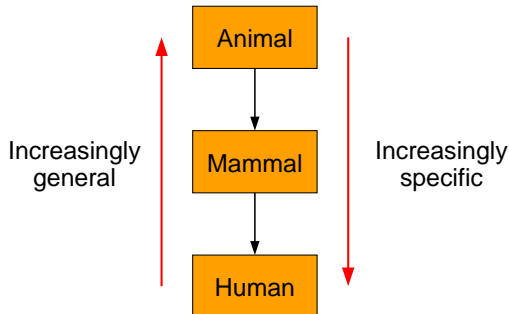 Animal
Increasingly
general
Mammal
Increasingly
specific
Human